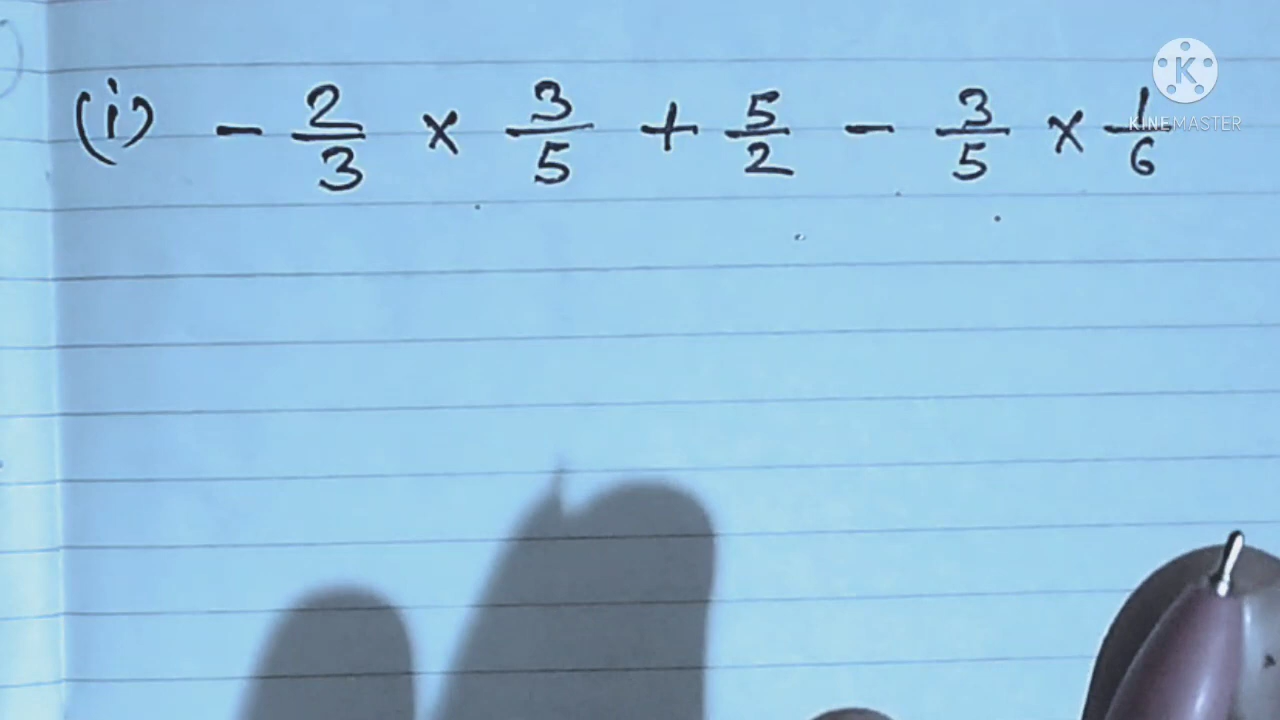 (i) - 2/3 × 3/5 + 5/2 - 3/5 × 1/6
K
KINEMASTER